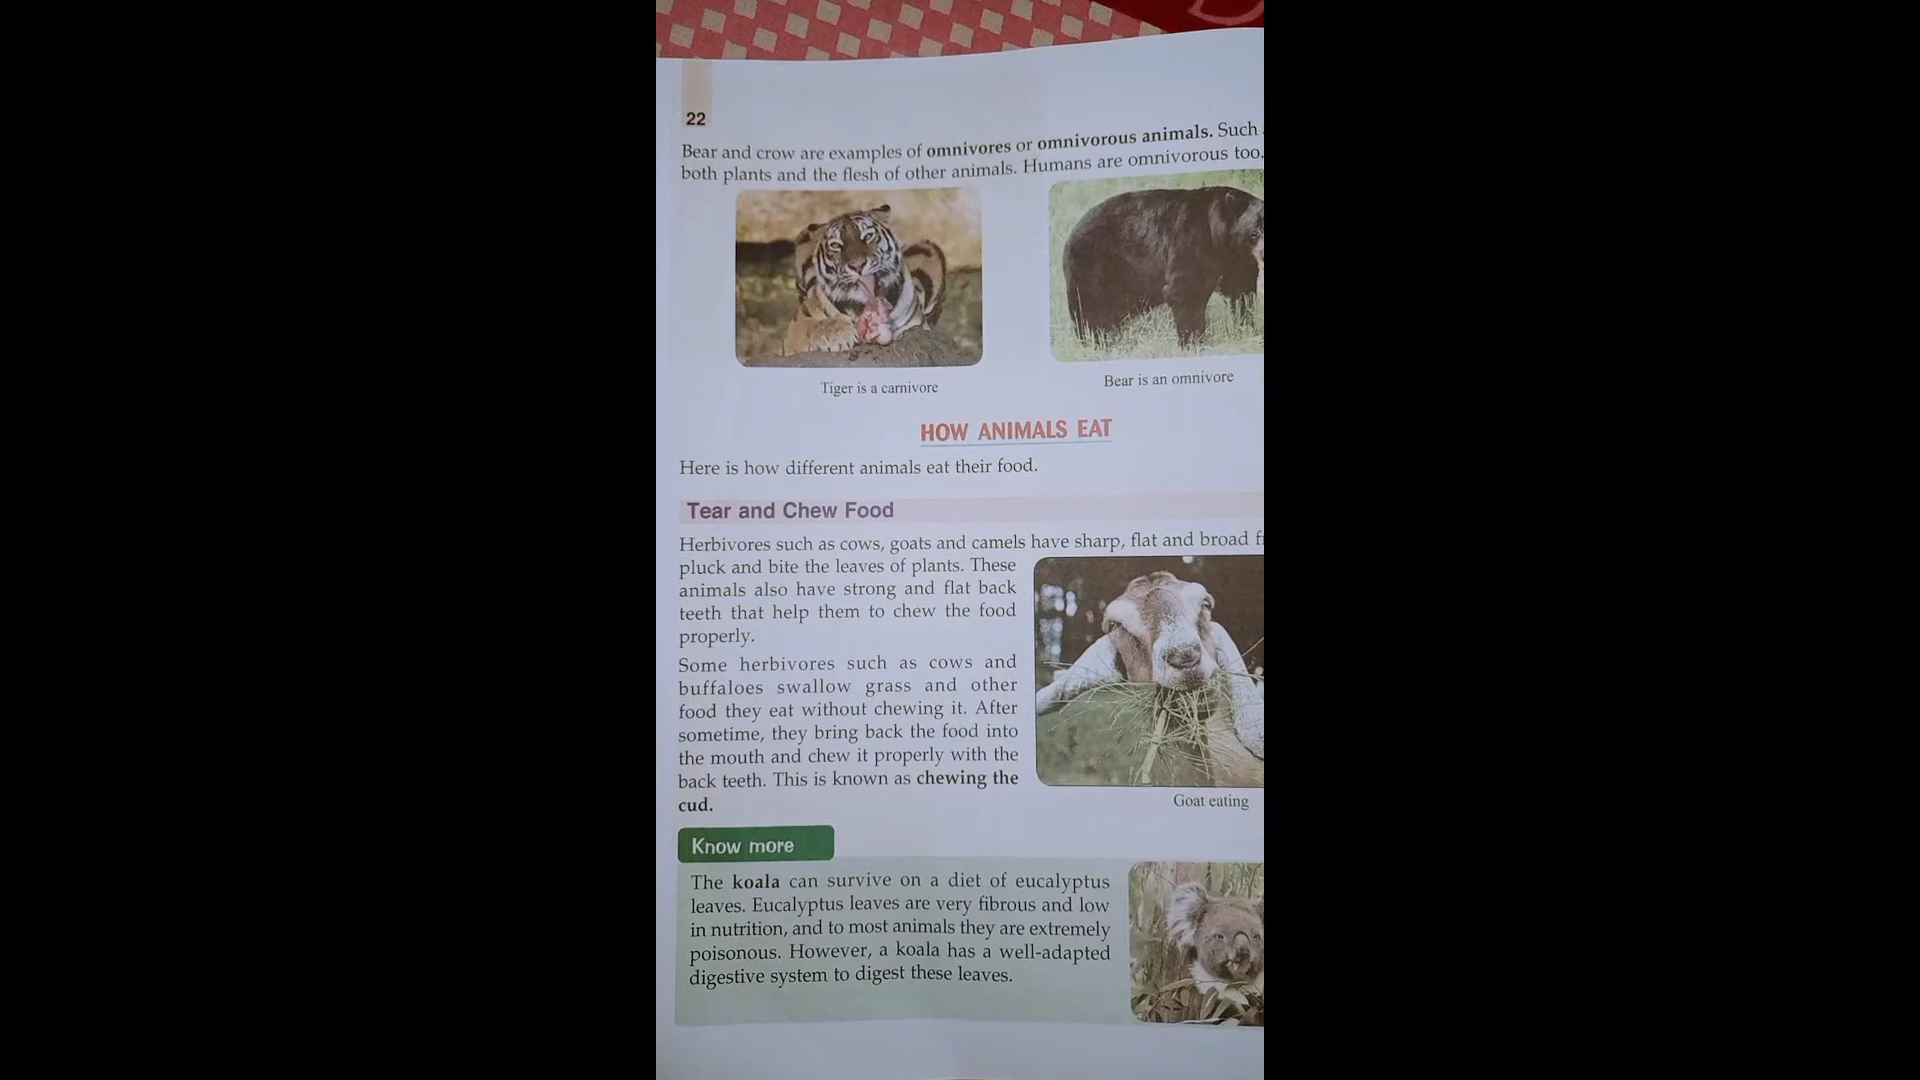 22
Bear and crow are examples of omnivores or omnivorous animals. Such
both plants and the flesh of other animals. Humans are omnivorous too.
Tiger is a carnivore
Bear is an omnivore
HOW ANIMALS EAT
Here is how different animals eat their food.
Tear and Chew Food
Herbivores such as cows, goats and camels have sharp, flat and broad
pluck and bite the leaves of plants. These
animals also have strong and flat back
teeth that help them to chew the food
properly.
Some herbivores such as cows and
buffaloes swallow grass and other
food they eat without chewing it. After
sometime, they bring back the food into
the mouth and chew it properly with the
back teeth. This is known as chewing the
cud.
Goat eating
Know more
The koala can survive on a diet of eucalyptus
leaves. Eucalyptus leaves are very fibrous and low
in nutrition, and to most animals they are extremely
poisonous. However, a koala has a well-adapted
digestive system to digest these leaves.